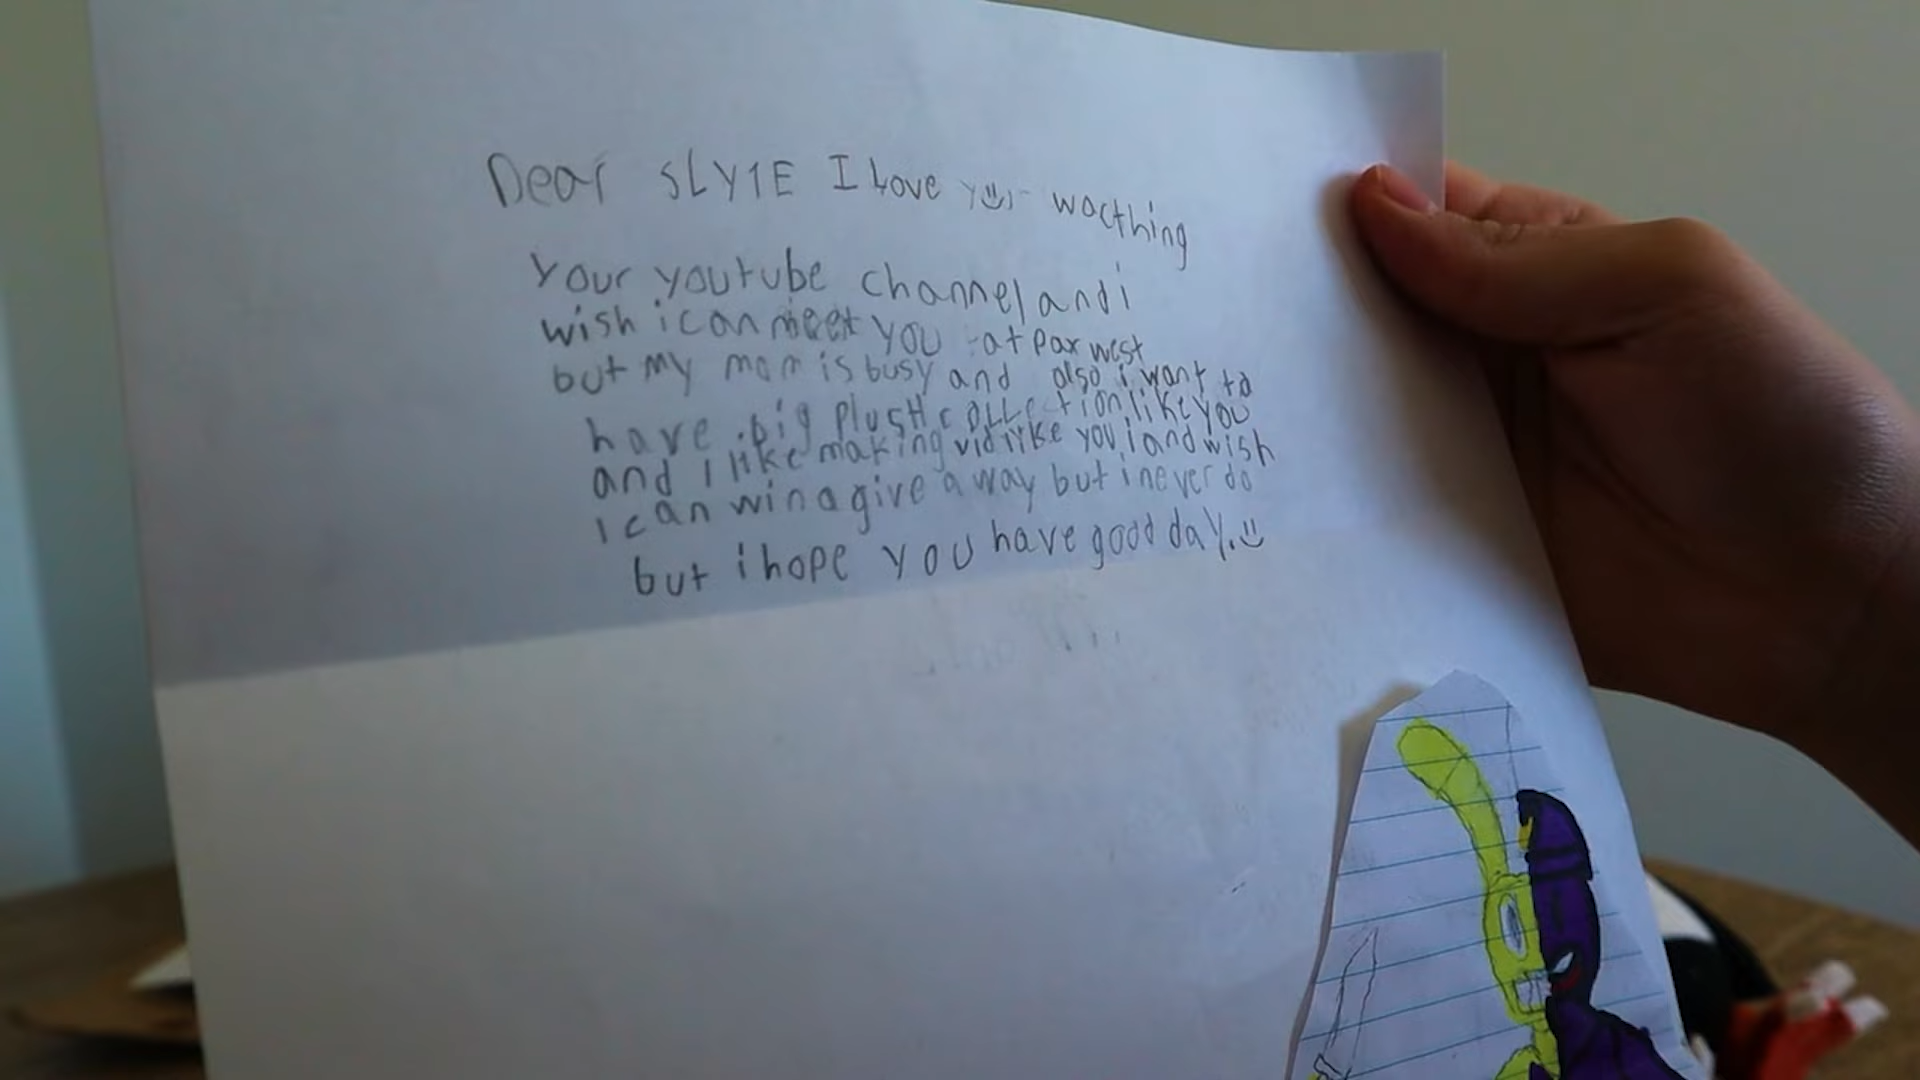 Dear SLY1E I Love your wacthing
Your youtube channel and i
wish i can meet you at Pax west
but my mom is busy and also i want to
have big PlusH coLLection like you
and I like making vid like you i and wish
I can win a give a way but i never do
but i hope you have good day. :)